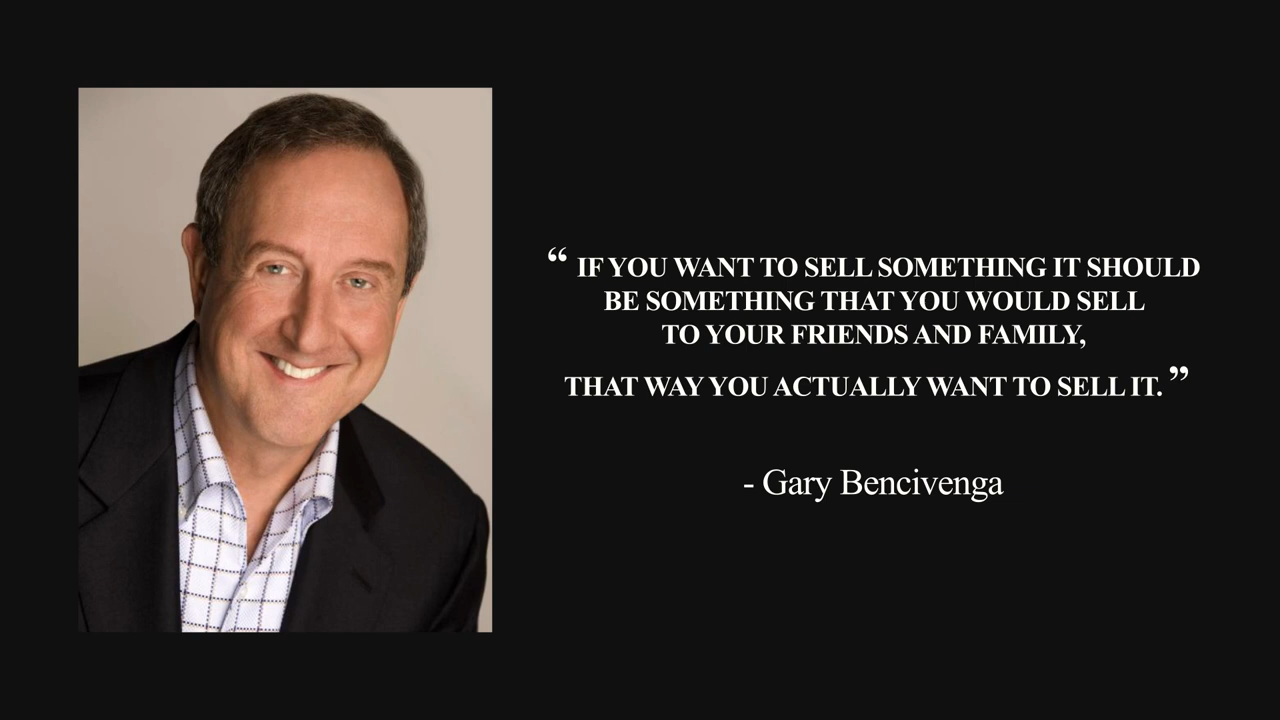 “ IF YOU WANT TO SELL SOMETHING IT SHOULD
BE SOMETHING THAT YOU WOULD SELL
TO YOUR FRIENDS AND FAMILY,
THAT WAY YOU ACTUALLY WANT TO SELL IT. ”
- Gary Bencivenga